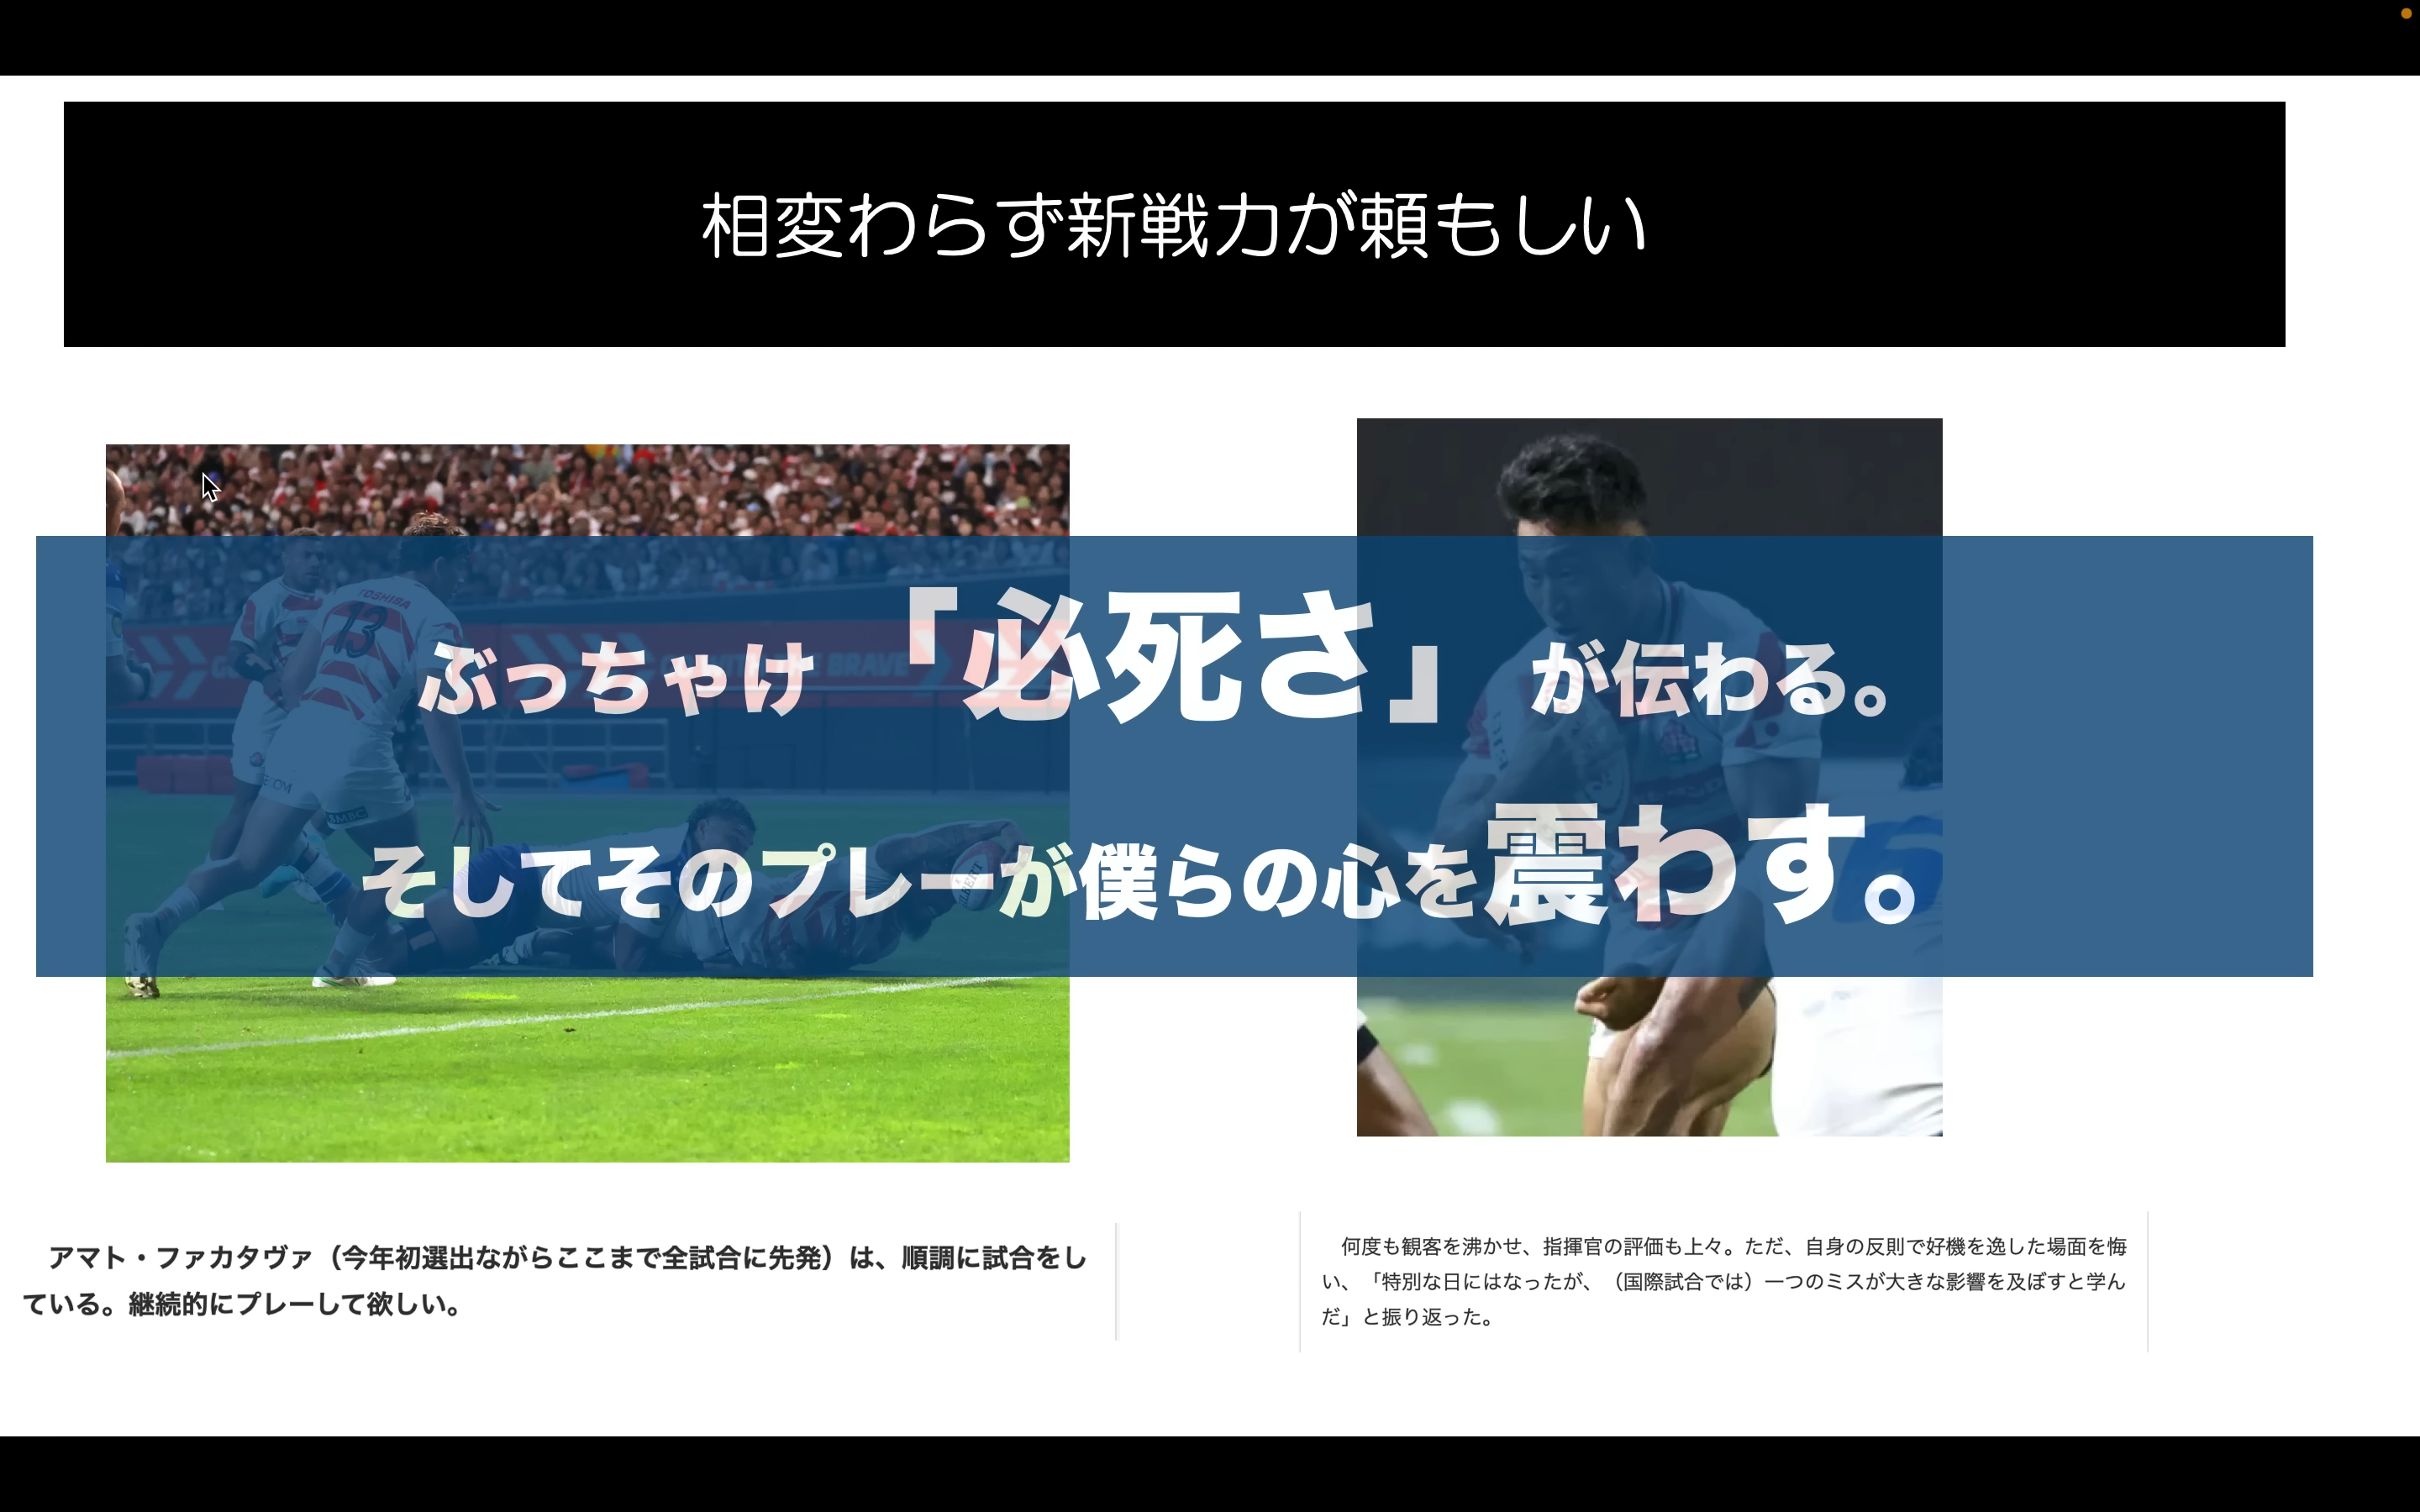 相変わらず新戦力が頼もしい
TOSHIBA
13
BRAVE
ぶっちゃけ「必死さ」が伝わる。
SMBC
そしてそのプレーが僕らの心を震わす。
アマト・ファカタヴァ（今年初選出ながらここまで全試合に先発）は、順調に試合をし
ている。継続的にプレーして欲しい。
何度も観客を沸かせ、指揮官の評価も上々。ただ、自身の反則で好機を逸した場面を悔
い、「特別な日にはなったが、（国際試合では）一つのミスが大きな影響を及ぼすと学ん
だ」と振り返った。